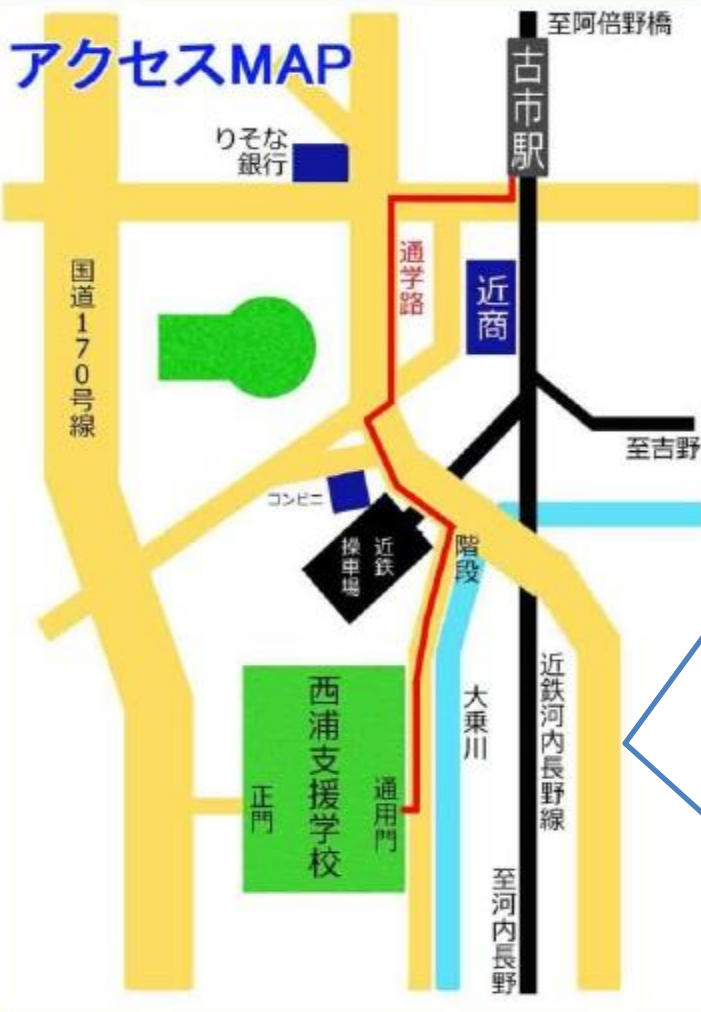 至阿倍野橋
アクセスMAP
古市駅
りそな
銀行
通学路
近商
国道170号線
至吉野
コンビニ
近鉄
操車場
階段
西浦支援学校
大乗川
近鉄河内長野線
正門
通用門
至河内長野